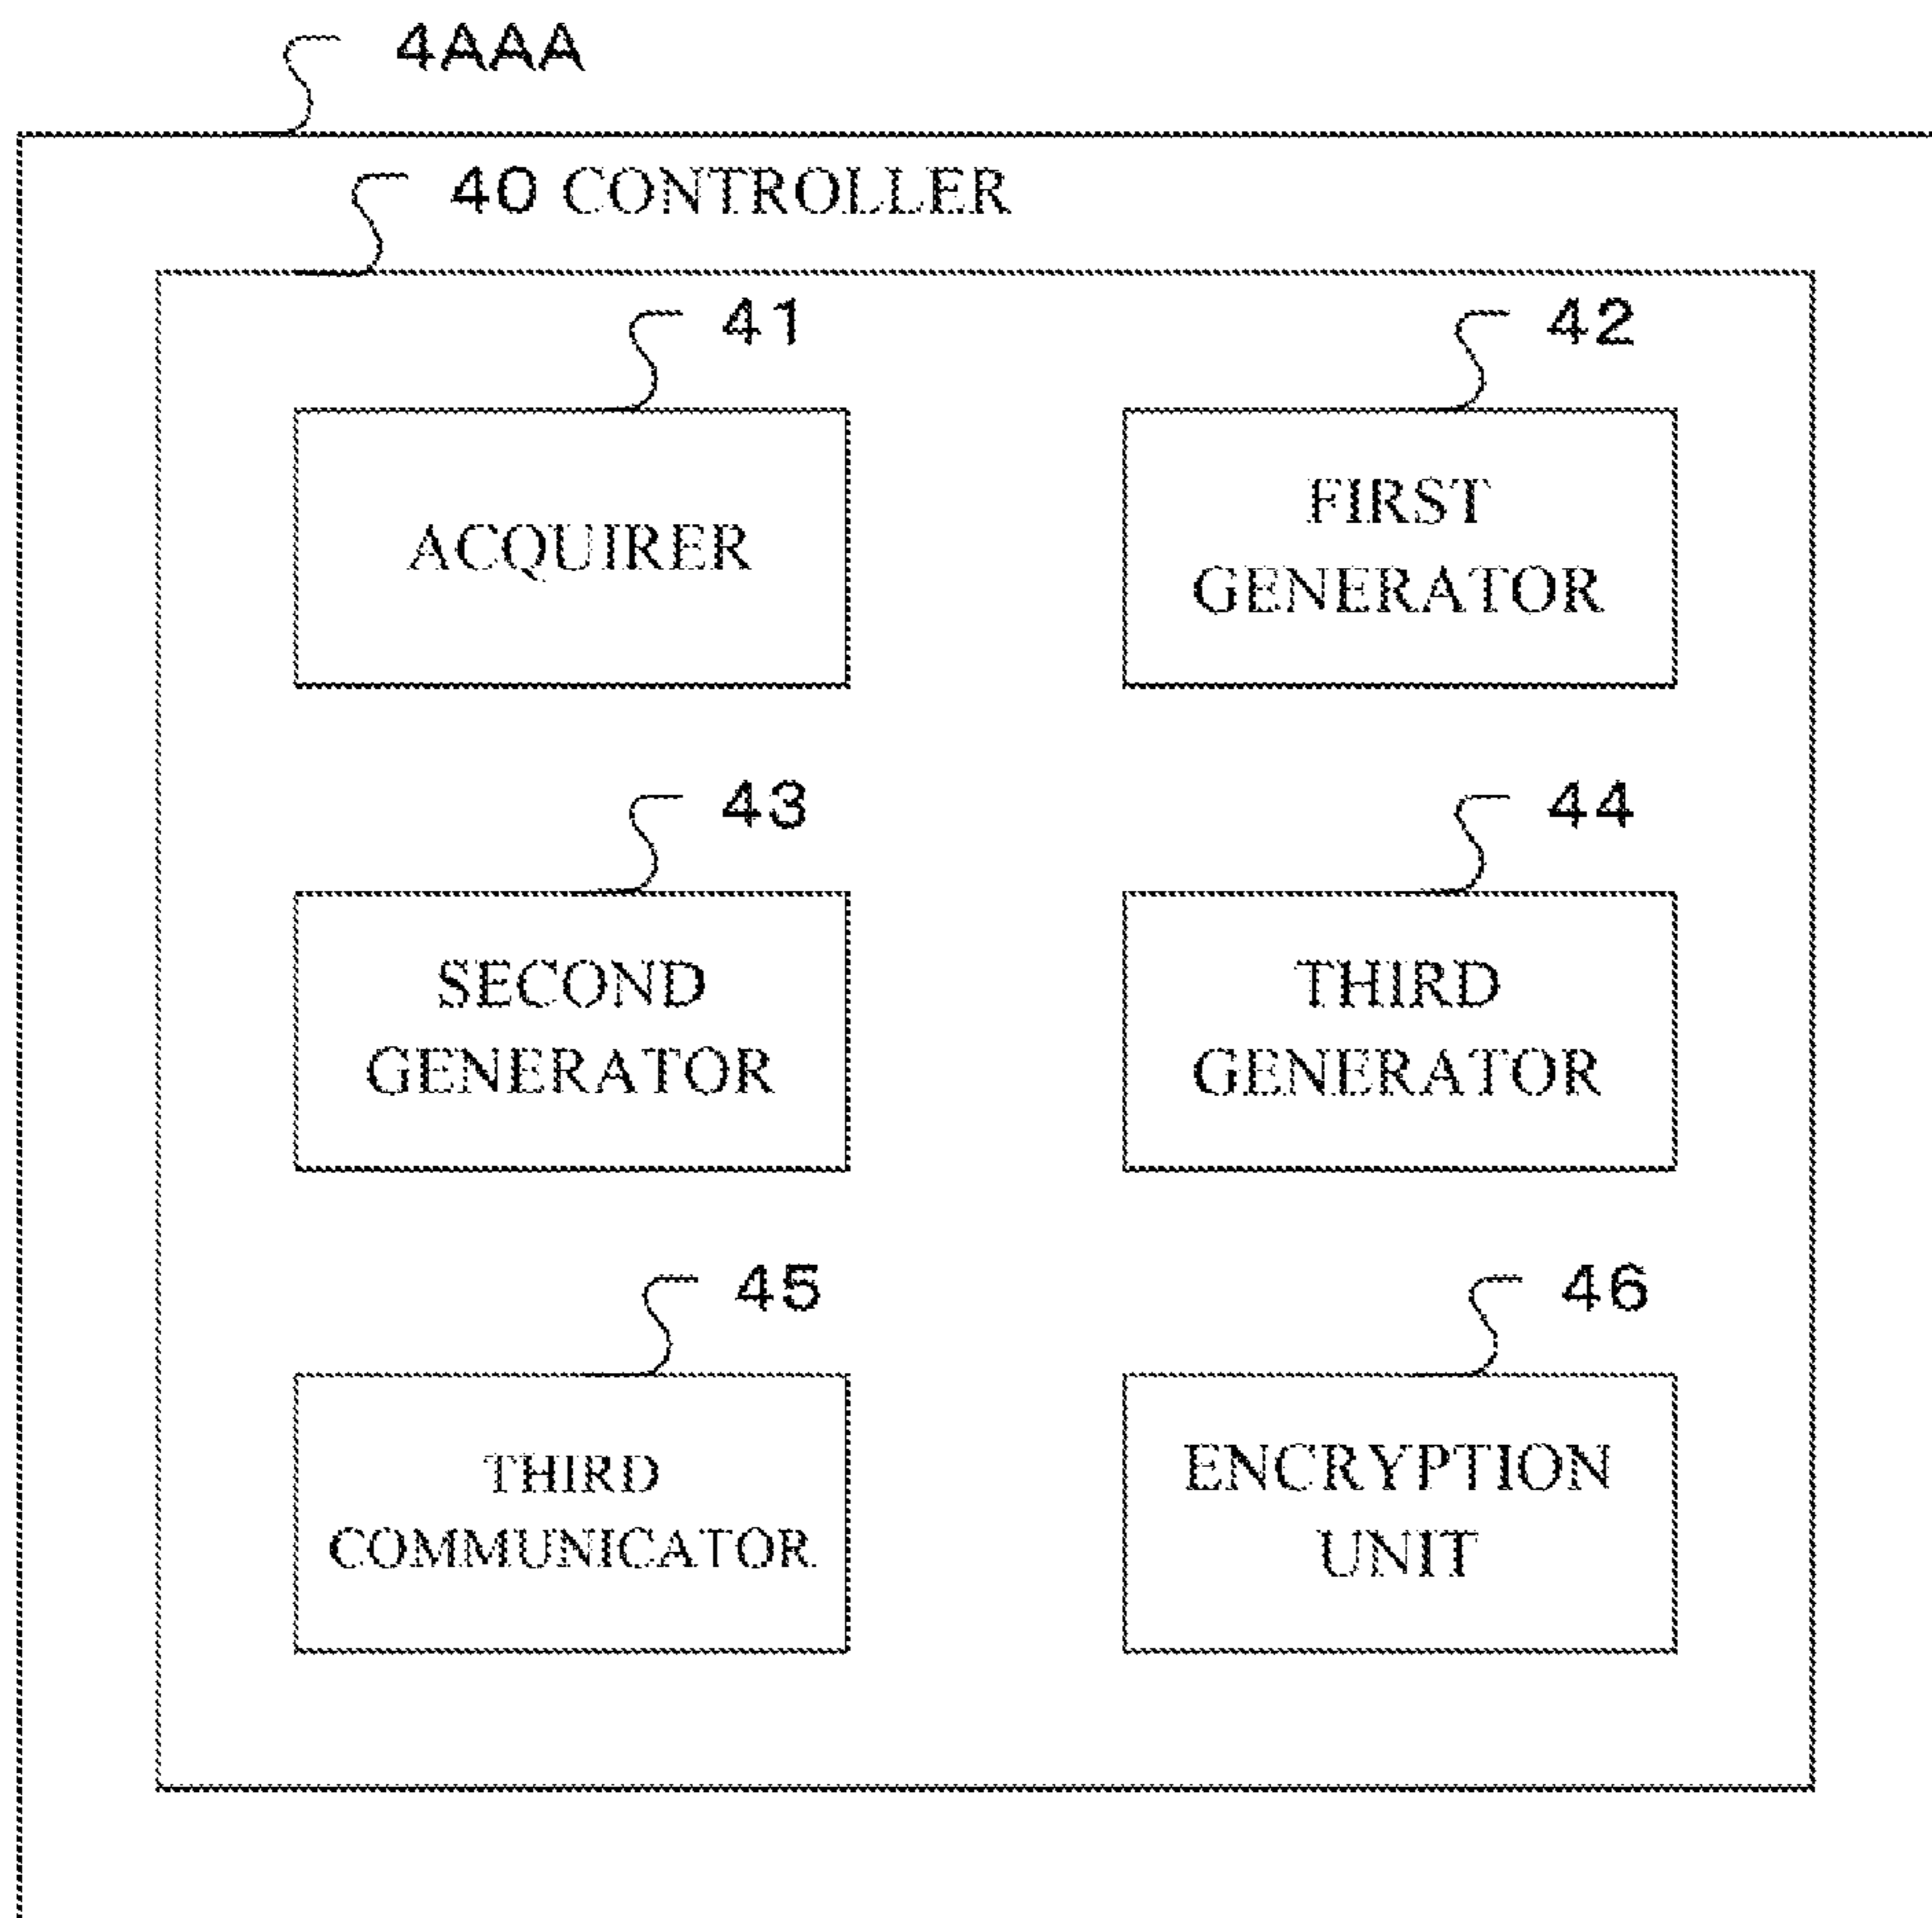 4AAA
40 CONTROLLER
41
42
ACQUIRER
FIRST
GENERATOR
43
44
SECOND
GENERATOR
THIRD
GENERATOR
45
46
THIRD
COMMUNICATOR
ENCRYPTION
UNIT